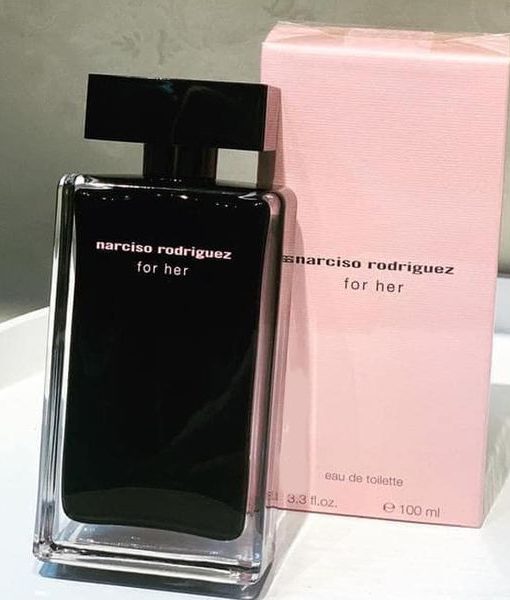 narciso rodriguez
for her
narciso rodriguez
for her
eau de toilette
3.3 fl.oz. ℮ 100 ml